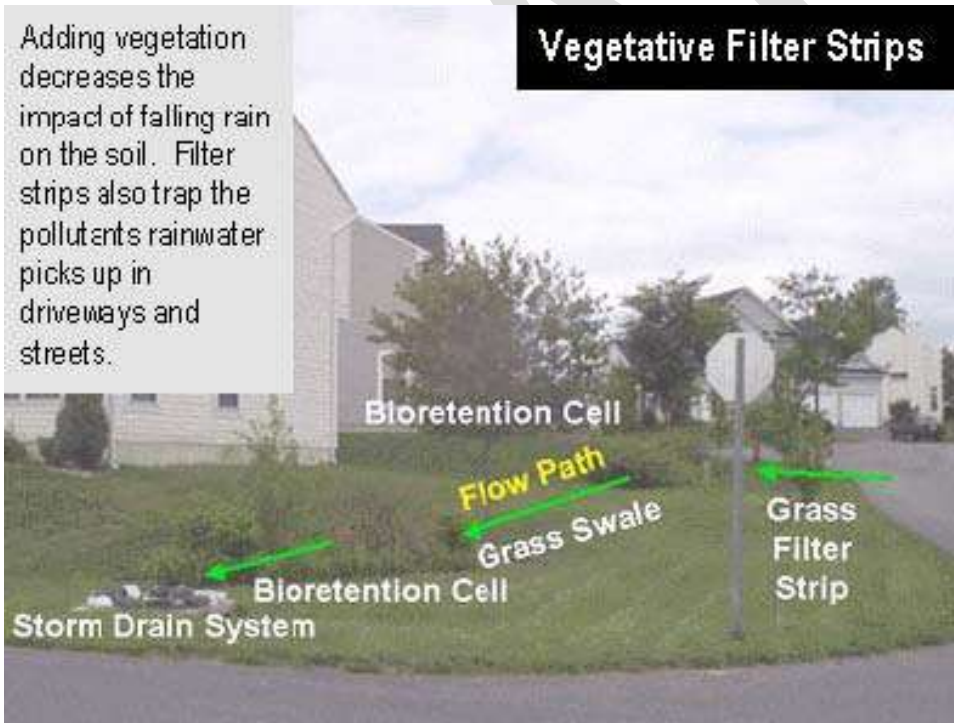 Adding vegetation
decreases the
impact of falling rain
on the soil. Filter
strips also trap the
pollutants rainwater
picks up in
driveways and
streets.
Vegetative Filter Strips
Bioretention Cell
Flow Path
Grass Swale
Grass
Filter
Strip
Bioretention Cell
Storm Drain System